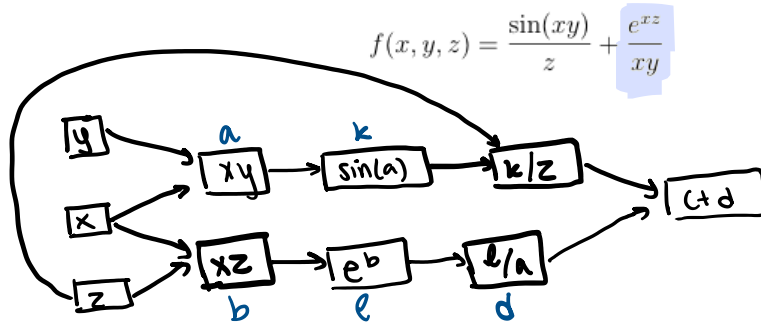 f(x, y, z) = sin(xy)/z + e^{xz}/xy
a k
y
xy sin(a) k/z
c+d
x
xz e^b l/a
z
b l d